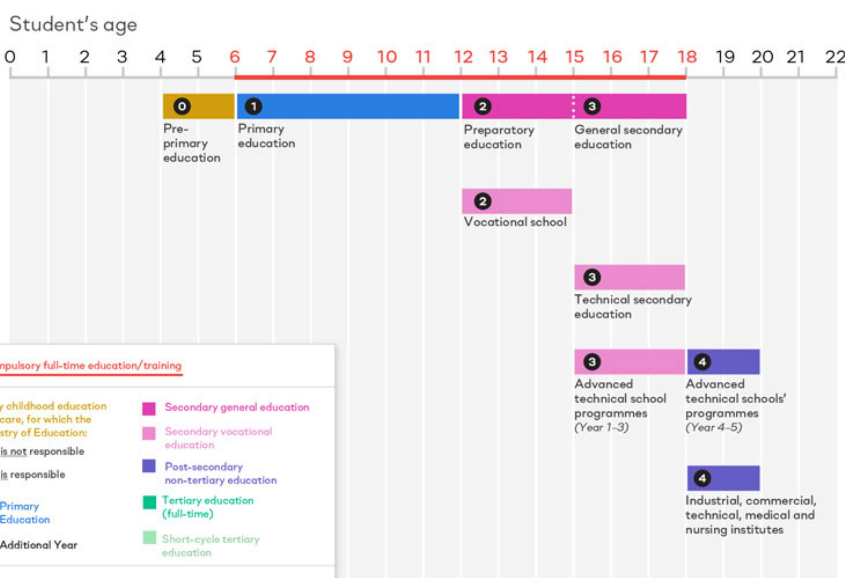 Student's age
0 1 2 3 4 5 6 7 8 9 10 11 12 13 14 15 16 17 18 19 20 21 22
0 1 2 3
Pre-
primary
education
Primary
education
Preparatory
education
General secondary
education
2
Vocational school
3
Technical secondary
education
3 4
Advanced
technical school
programmes
(Year 1-3)
Advanced
technical schools'
programmes
(Year 4-5)
4
Industrial, commercial,
technical, medical and
nursing institutes
mpulsory full-time education/training
y childhood education
care, for which the
stry of Education:
is not responsible
is responsible
Primary
Education
Additional Year
Secondary general education
Secondary vocational
education
Post-secondary
non-tertiary education
Tertiary education
(full-time)
Short-cycle tertiary
education